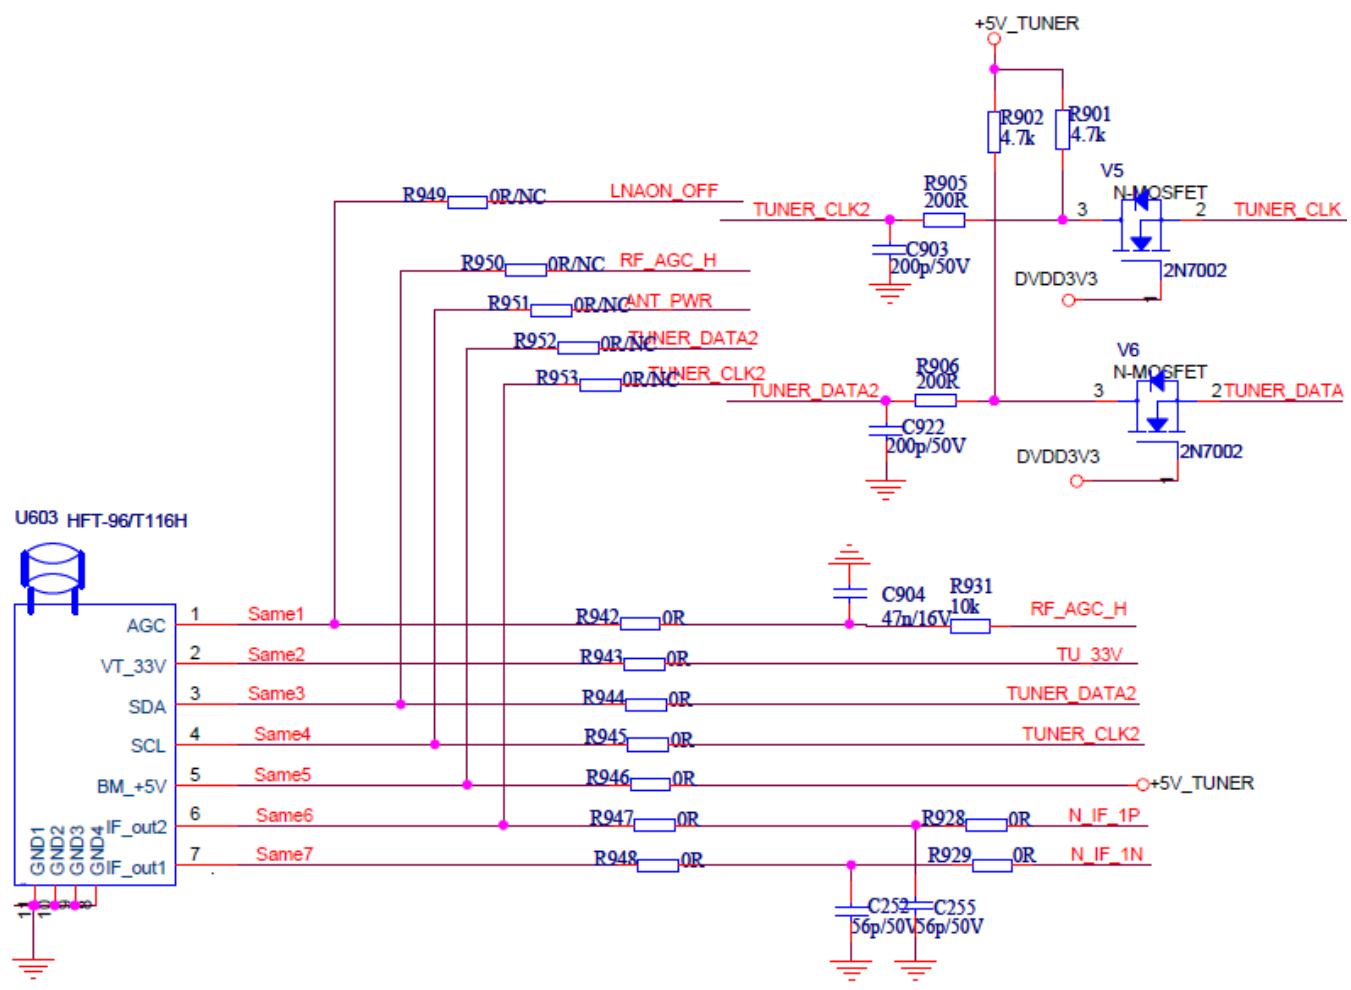 +5V_TUNER
R902
4.7k
R901
4.7k
V5
N-MOSFET
R949
0R/NC
LNAON_OFF
TUNER_CLK2
R905
200R
3
2
TUNER_CLK
C903
200p/50V
2N7002
DVDD3V3
1
R950
0R/NC
RF_AGC_H
R951
0R/NC
ANT_PWR
R952
0R/NC
TUNER_DATA2
R953
0R/NC
TUNER_CLK2
V6
N-MOSFET
TUNER_DATA2
R906
200R
3
2
TUNER_DATA
C922
200p/50V
2N7002
DVDD3V3
1
U603
HFT-96/T116H
C904
47n/16V
R931
10k
RF_AGC_H
AGC
1
Same1
R942
0R
VT_33V
2
Same2
R943
0R
TU_33V
SDA
3
Same3
R944
0R
TUNER_DATA2
SCL
4
Same4
R945
0R
TUNER_CLK2
BM_+5V
5
Same5
R946
0R
+5V_TUNER
IF_out2
6
Same6
R947
0R
R928
0R
N_IF_1P
IF_out1
7
Same7
R948
0R
R929
0R
N_IF_1N
GND1
GND2
GND3
GND4
11
10
9
8
C252
56p/50V
C255
56p/50V